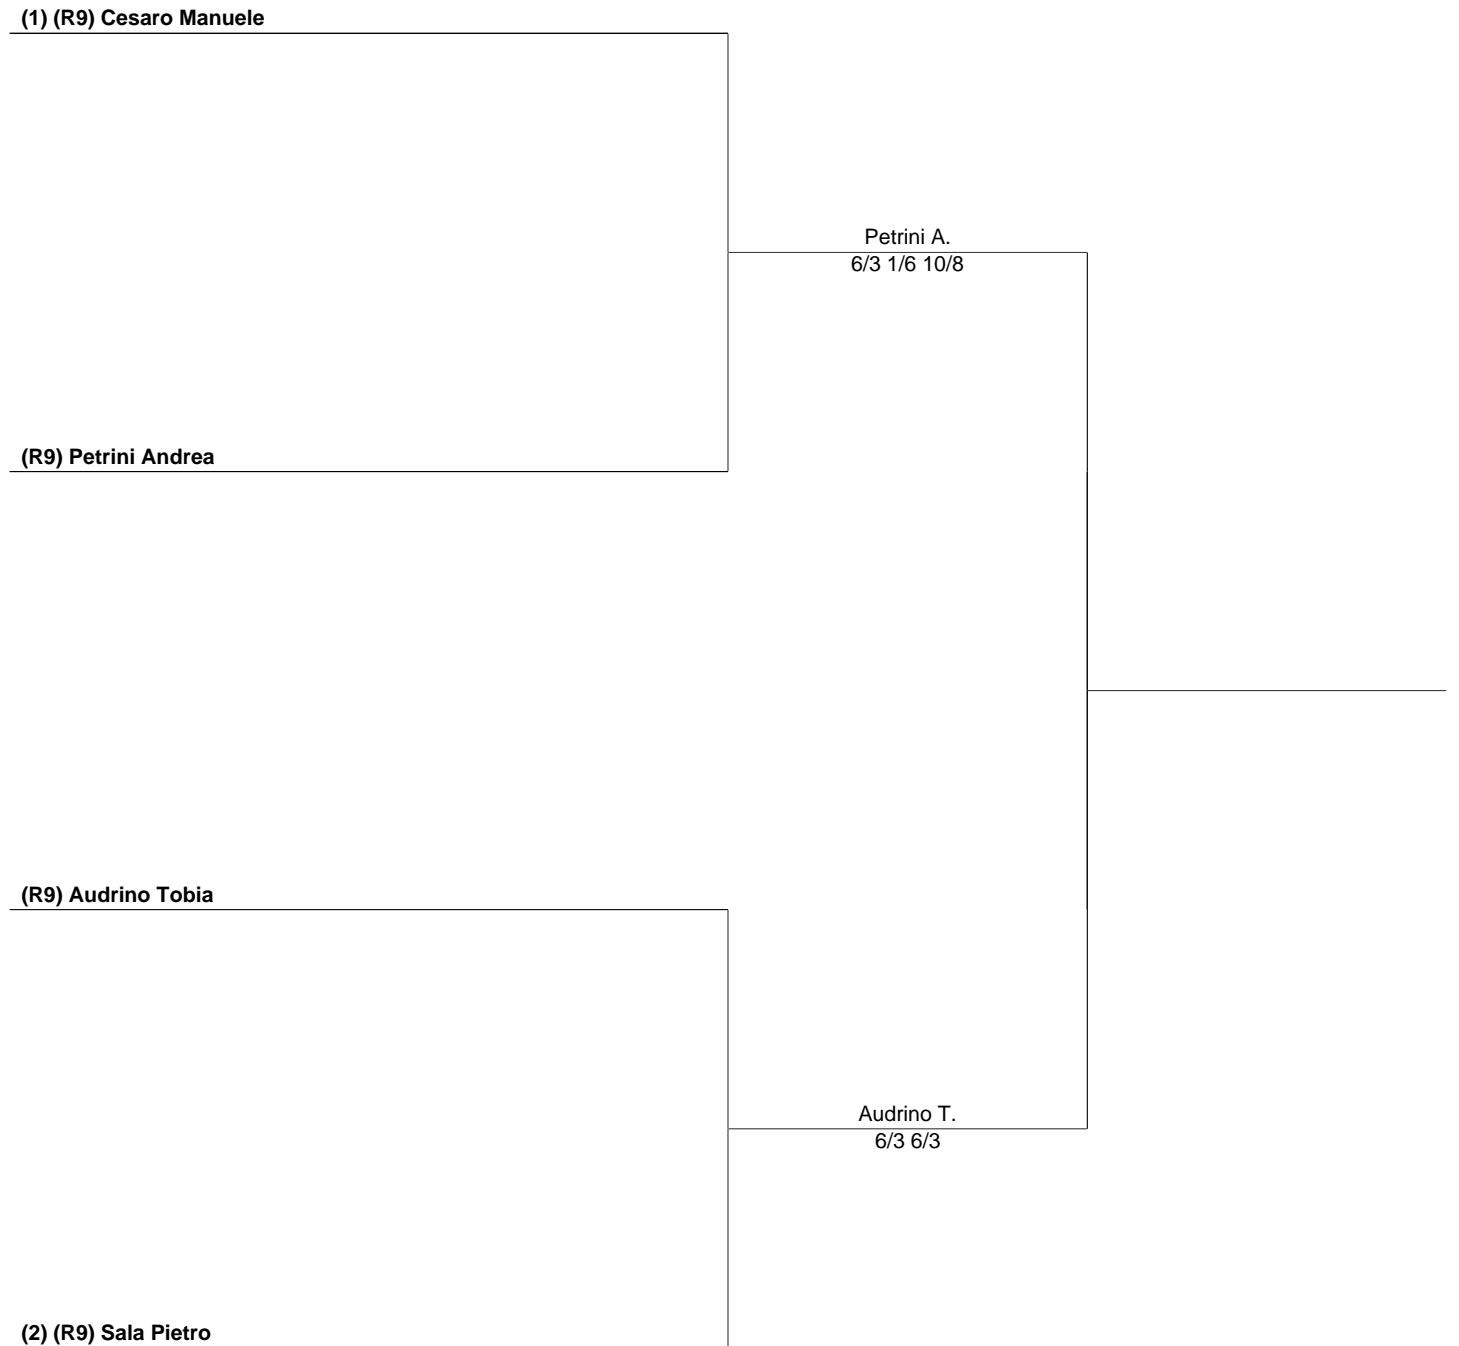 (1) (R9) Cesaro Manuele
Petrini A.
6/3 1/6 10/8
(R9) Petrini Andrea
(R9) Audrino Tobia
Audrino T.
6/3 6/3
(2) (R9) Sala Pietro